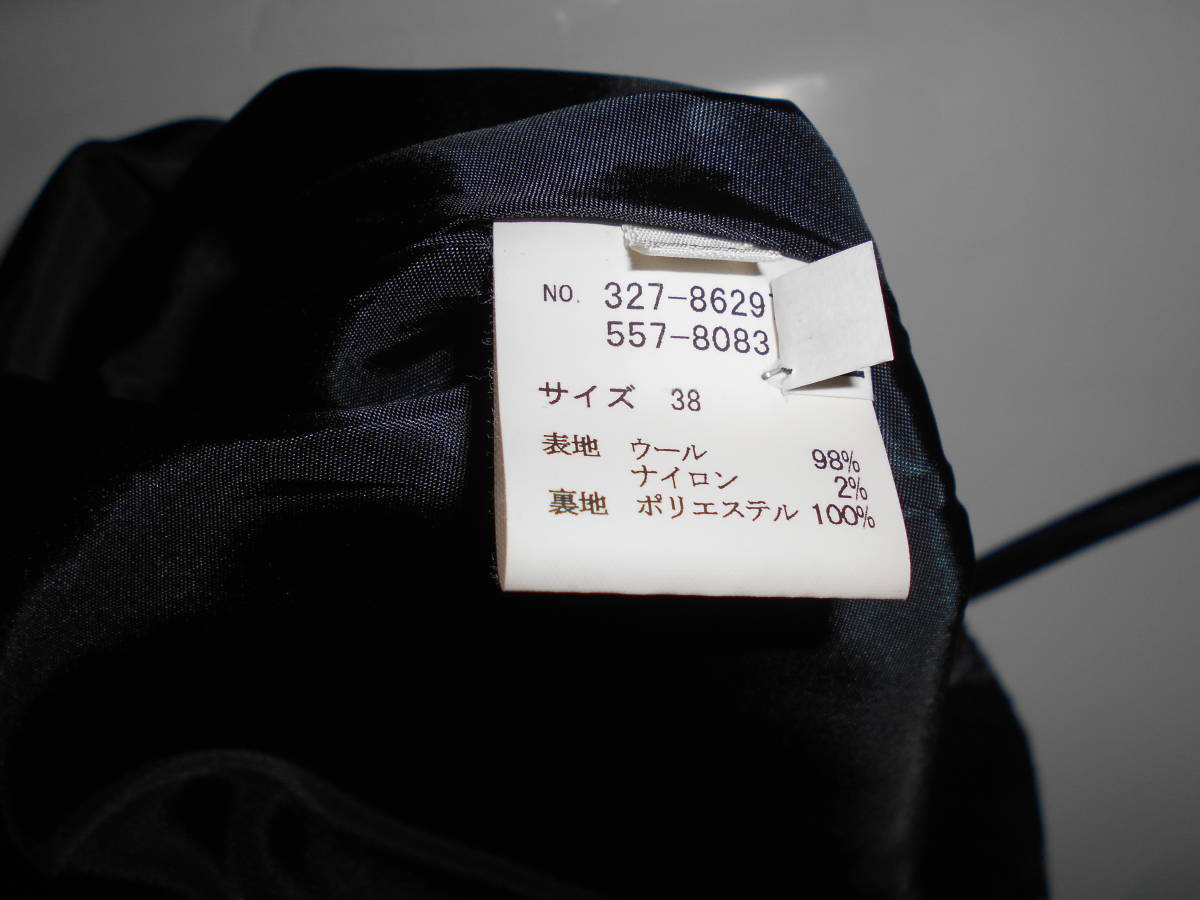 NO. 327-8629
557-8083
サイズ 38
表地 ウール 98%
ナイロン 2%
裏地 ポリエステル 100%